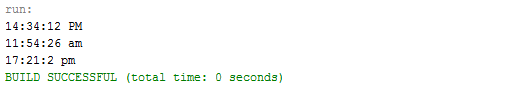 run:
14:34:12 PM
11:54:26 am
17:21:2 pm
BUILD SUCCESSFUL (total time: 0 seconds)